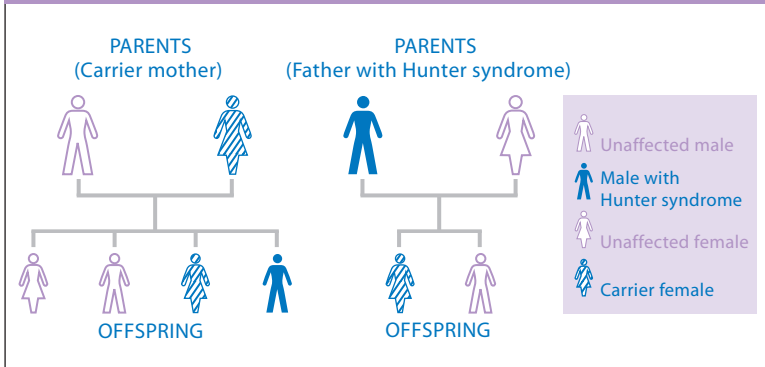 PARENTS
(Carrier mother)
PARENTS
(Father with Hunter syndrome)
Unaffected male
Male with
Hunter syndrome
Unaffected female
Carrier female
OFFSPRING
OFFSPRING